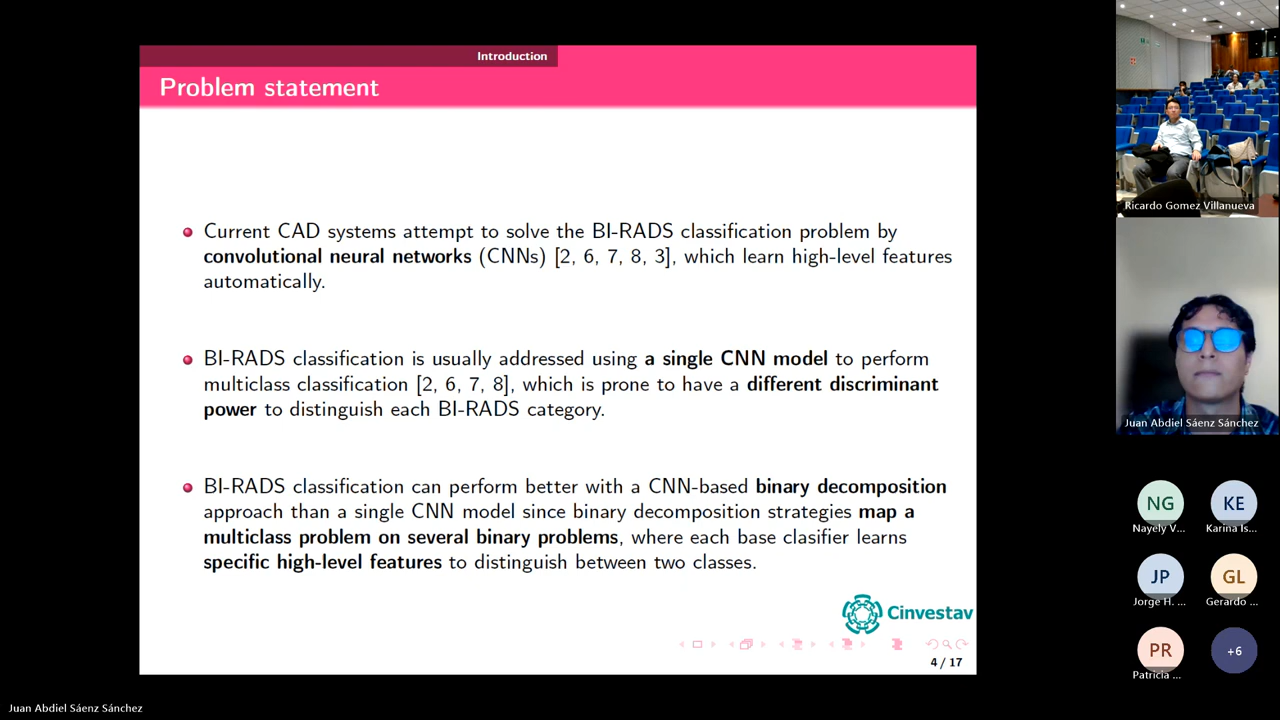 Introduction
Problem statement
Current CAD systems attempt to solve the BI-RADS classification problem by
convolutional neural networks (CNNs) [2, 6, 7, 8, 3], which learn high-level features
automatically.
BI-RADS classification is usually addressed using a single CNN model to perform
multiclass classification [2, 6, 7, 8], which is prone to have a different discriminant
power to distinguish each BI-RADS category.
BI-RADS classification can perform better with a CNN-based binary decomposition
approach than a single CNN model since binary decomposition strategies map a
multiclass problem on several binary problems, where each base clasifier learns
specific high-level features to distinguish between two classes.
Cinvestav
4 / 17
Ricardo Gomez Villanueva
Juan Abdiel Sáenz Sánchez
NG
Nayely V...
KE
Karina Is...
JP
Jorge H. ...
GL
Gerardo ...
PR
Patricia ...
+6
Juan Abdiel Sáenz Sánchez